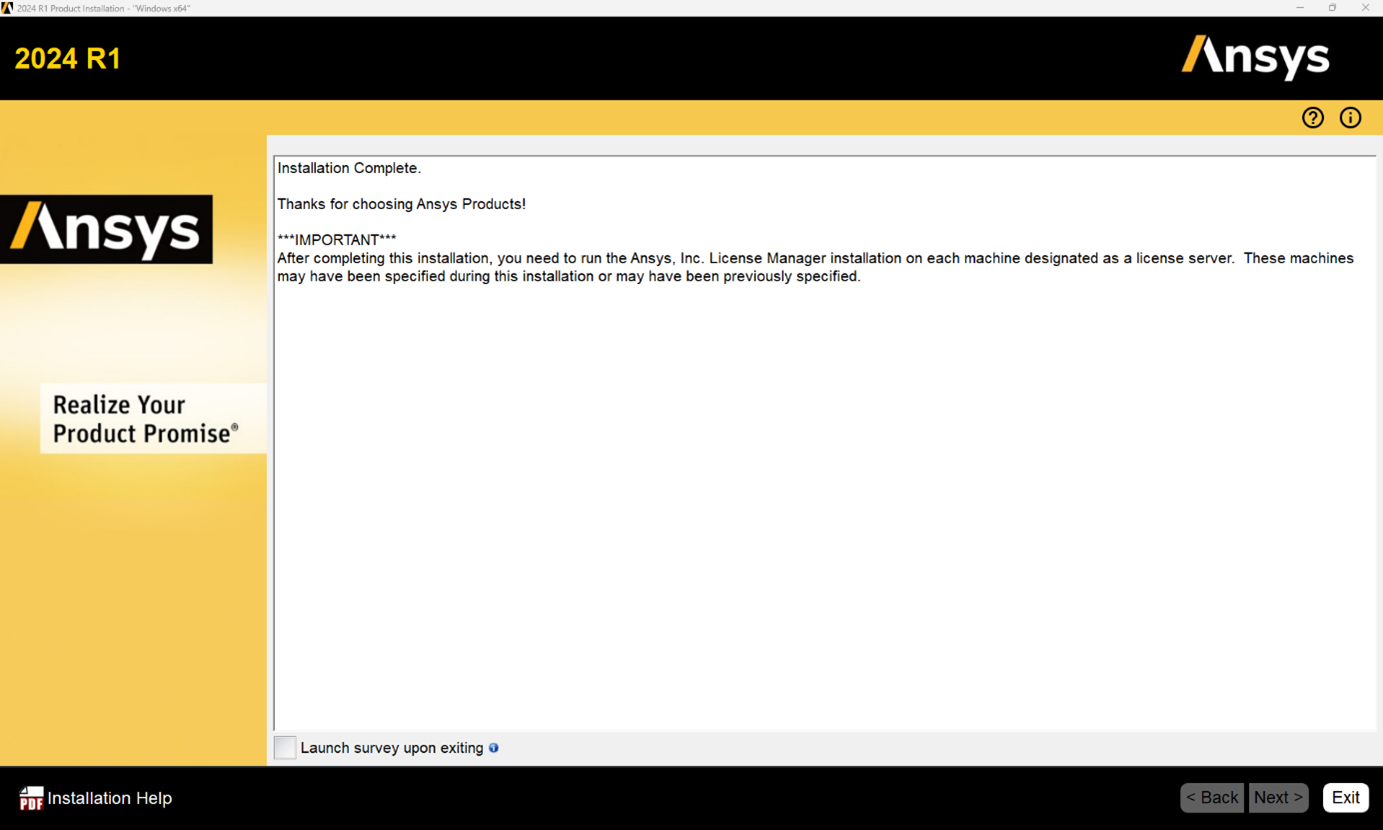 2024 R1 Product Installation - "Windows x64"
2024 R1
Ansys
Ansys
Realize Your
Product Promise®
Installation Complete.
Thanks for choosing Ansys Products!
***IMPORTANT***
After completing this installation, you need to run the Ansys, Inc. License Manager installation on each machine designated as a license server.  These machines
may have been specified during this installation or may have been previously specified.
Launch survey upon exiting
PDF Installation Help
< Back Next > Exit